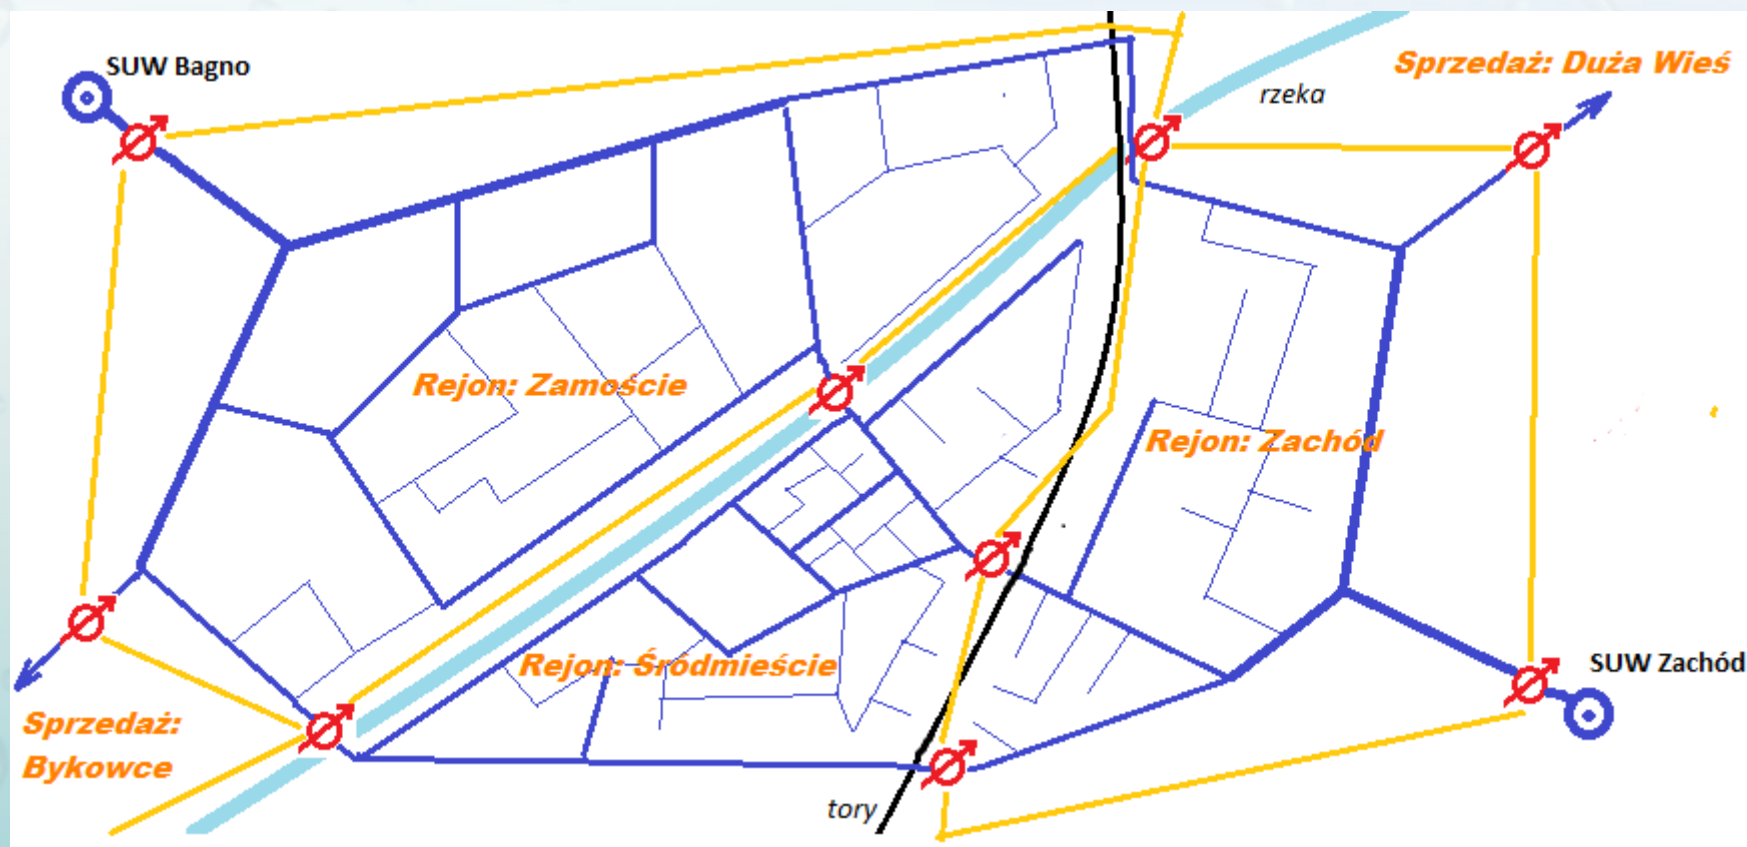 SUW Bagno
Sprzedaż: Duża Wieś
rzeka
Rejon: Zamoście
Rejon: Zachód
Rejon: Śródmieście
SUW Zachód
Sprzedaż:
Bykowce
tory